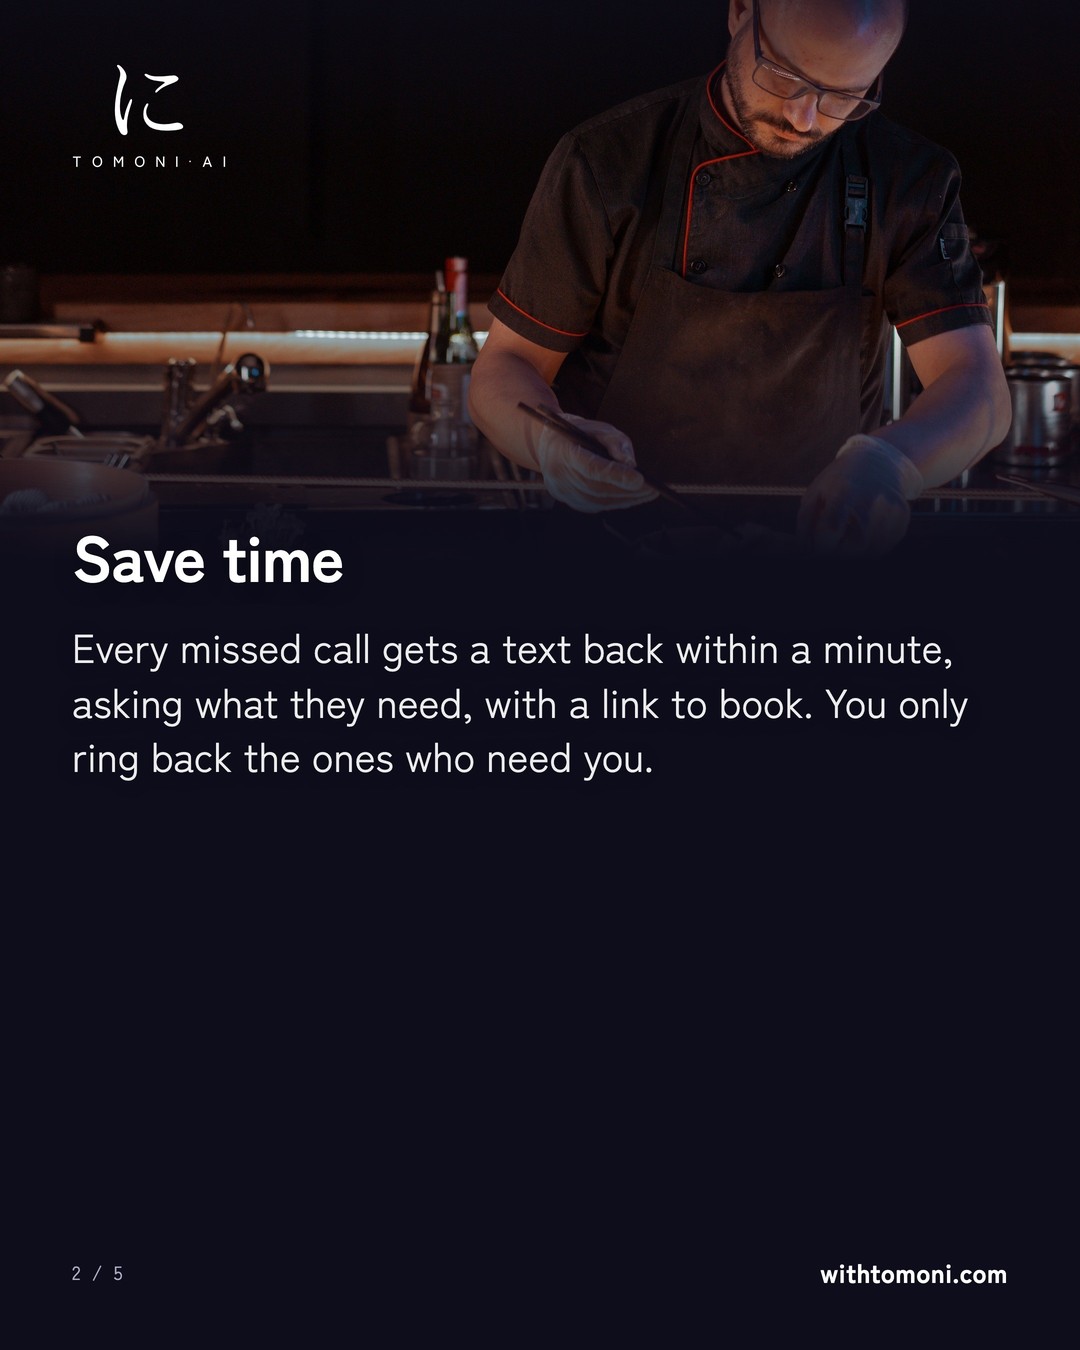 に
TOMONI·AI
Save time
Every missed call gets a text back within a minute,
asking what they need, with a link to book. You only
ring back the ones who need you.
2 / 5
withtomoni.com